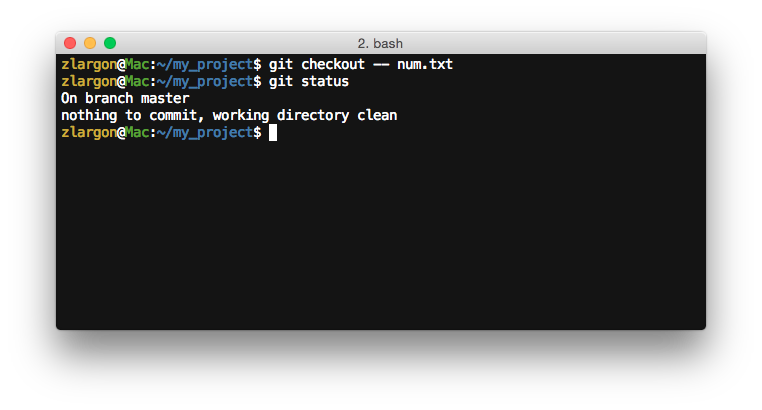 2. bash
zlargon@Mac:~/my_project$ git checkout -- num.txt
zlargon@Mac:~/my_project$ git status
On branch master
nothing to commit, working directory clean
zlargon@Mac:~/my_project$